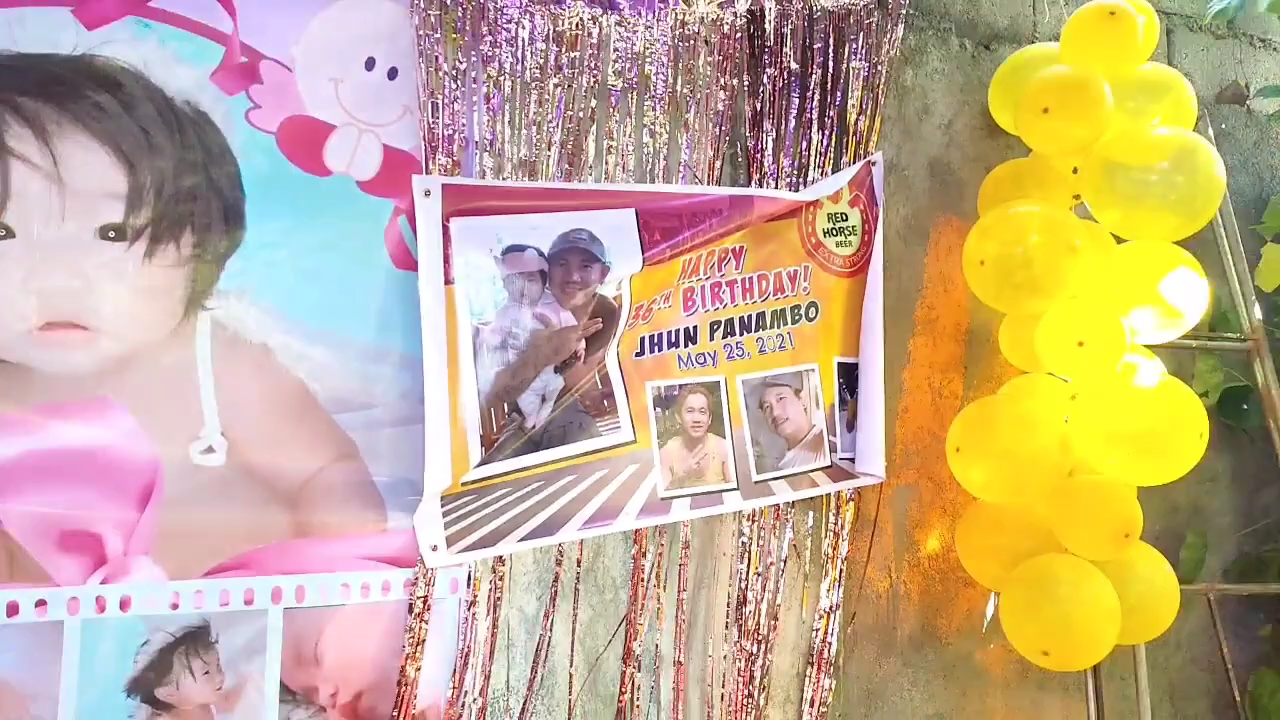 RED
HORSE
BEER
EXTRA STRONG
HAPPY
36TH BIRTHDAY!
JHUN PANAMBO
May 25, 2021